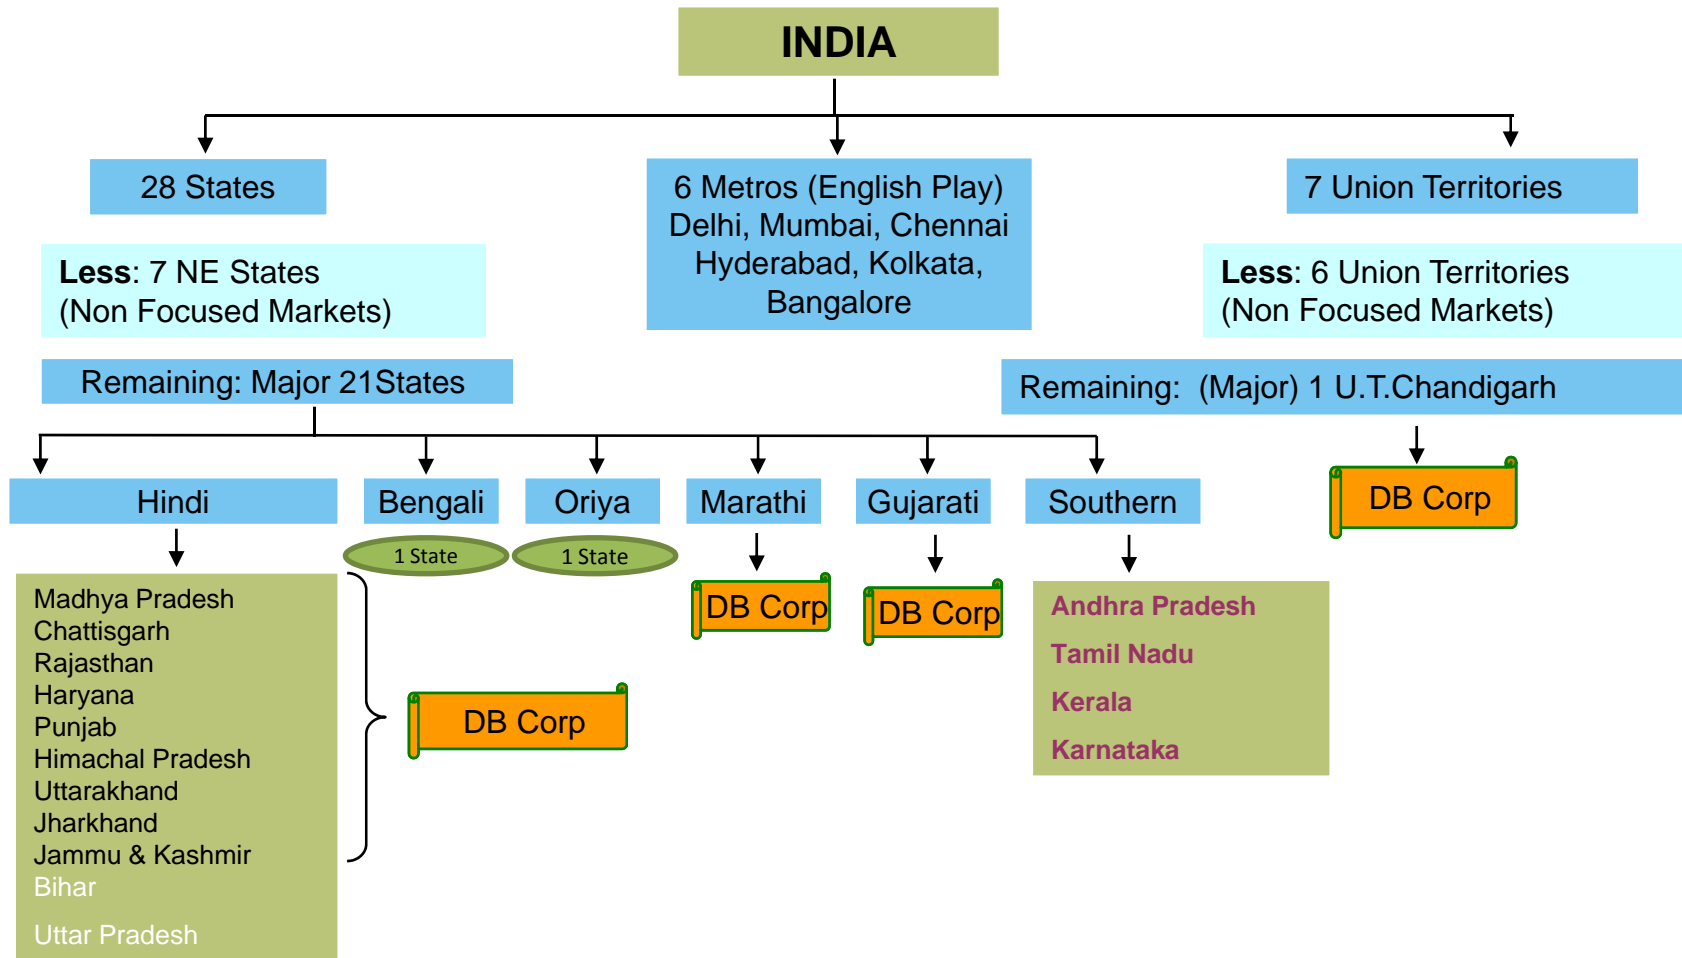 INDIA
28 States
6 Metros (English Play)
Delhi, Mumbai, Chennai
Hyderabad, Kolkata,
Bangalore
7 Union Territories
Less: 7 NE States
(Non Focused Markets)
Less: 6 Union Territories
(Non Focused Markets)
Remaining: Major 21States
Remaining: (Major) 1 U.T.Chandigarh
Hindi
Bengali
Oriya
Marathi
Gujarati
Southern
DB Corp
1 State
1 State
DB Corp
DB Corp
Madhya Pradesh
Chattisgarh
Rajasthan
Haryana
Punjab
Himachal Pradesh
Uttarakhand
Jharkhand
Jammu & Kashmir
Bihar
Uttar Pradesh
DB Corp
Andhra Pradesh
Tamil Nadu
Kerala
Karnataka